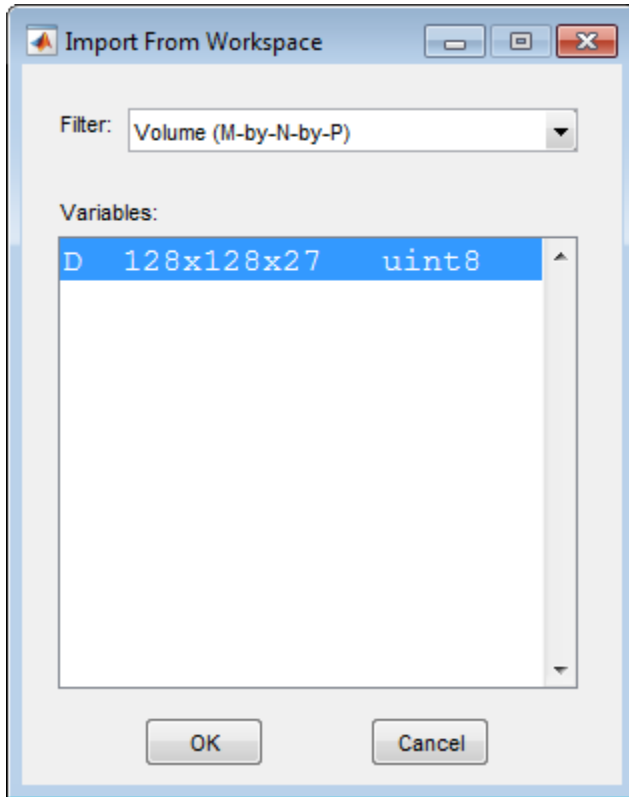 Import From Workspace
Filter: Volume (M-by-N-by-P)
Variables:
D 128x128x27 uint8
OK Cancel